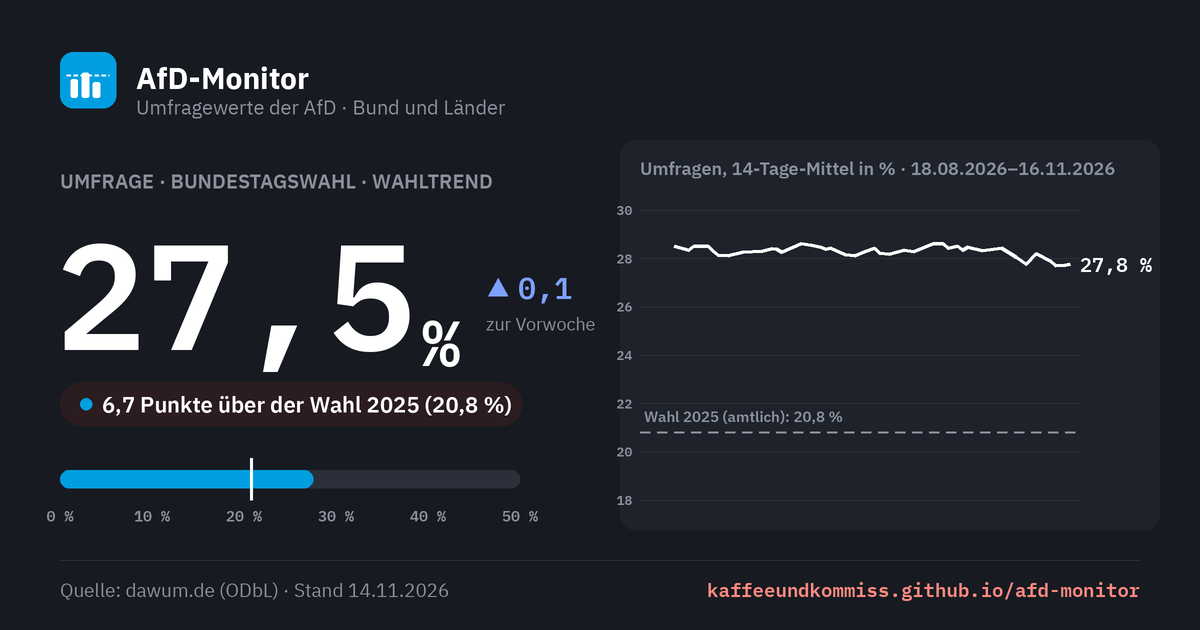 AfD-Monitor
Umfragewerte der AfD · Bund und Länder
UMFRAGE · BUNDESTAGSWAHL · WAHLTREND
27,5 %
▲ 0,1
zur Vorwoche
6,7 Punkte über der Wahl 2025 (20,8 %)
0 % 10 % 20 % 30 % 40 % 50 %
Umfragen, 14-Tage-Mittel in % · 18.08.2026–16.11.2026
30
28
27,8 %
26
24
22
Wahl 2025 (amtlich): 20,8 %
20
18
Quelle: dawum.de (ODbL) · Stand 14.11.2026
kaffeeundkommiss.github.io/afd-monitor